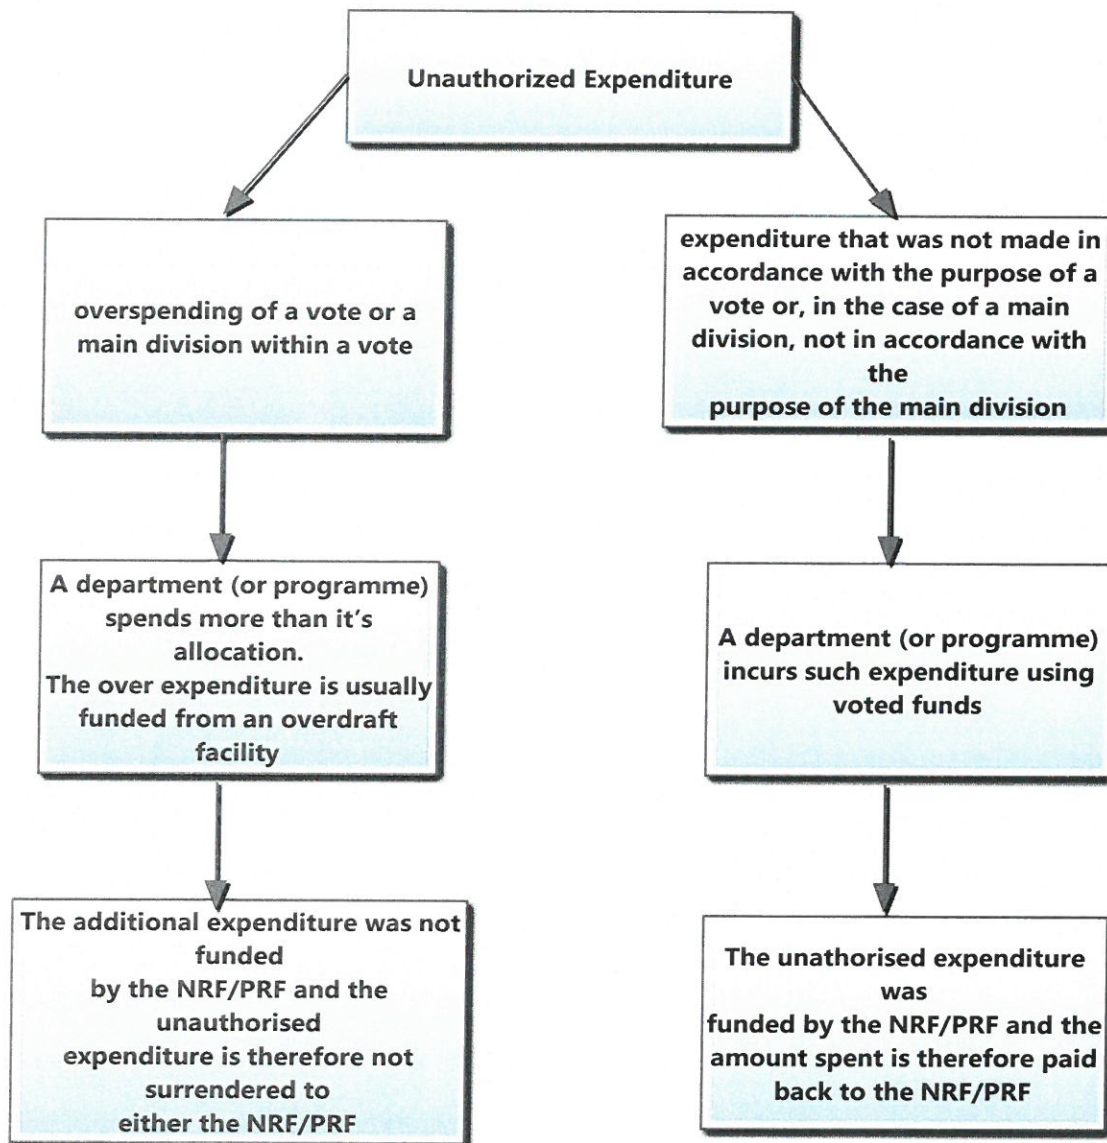 Unauthorized Expenditure
overspending of a vote or a
main division within a vote
expenditure that was not made in
accordance with the purpose of a
vote or, in the case of a main
division, not in accordance with
the
purpose of the main division
A department (or programme)
spends more than it's
allocation.
The over expenditure is usually
funded from an overdraft
facility
A department (or programme)
incurs such expenditure using
voted funds
The additional expenditure was not
funded
by the NRF/PRF and the
unauthorised
expenditure is therefore not
surrendered to
either the NRF/PRF
The unathorised expenditure
was
funded by the NRF/PRF and the
amount spent is therefore paid
back to the NRF/PRF